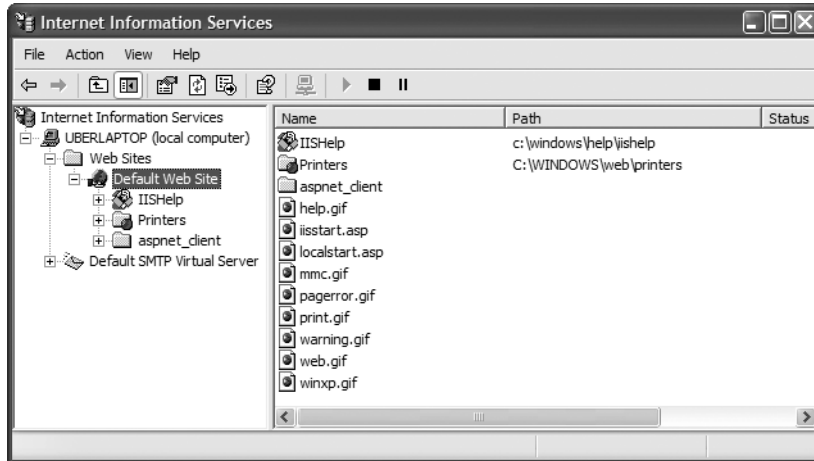 Internet Information Services
File Action View Help
Internet Information Services
UBERLAPTOP (local computer)
Web Sites
Default Web Site
IISHelp
Printers
aspnet_client
Default SMTP Virtual Server
Name Path Status
IISHelp c:\windows\help\iishelp
Printers C:\WINDOWS\web\printers
aspnet_client
help.gif
iisstart.asp
localstart.asp
mmc.gif
pagerror.gif
print.gif
warning.gif
web.gif
winxp.gif